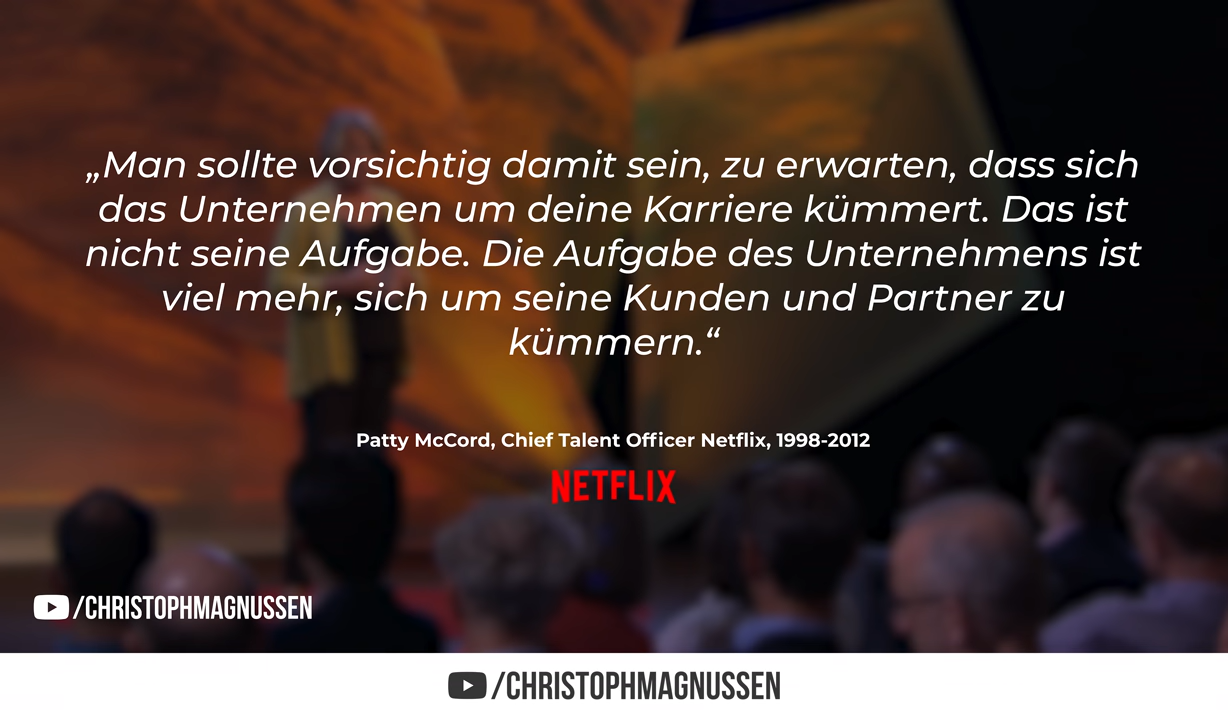 „Man sollte vorsichtig damit sein, zu erwarten, dass sich
das Unternehmen um deine Karriere kümmert. Das ist
nicht seine Aufgabe. Die Aufgabe des Unternehmens ist
viel mehr, sich um seine Kunden und Partner zu
kümmern.“
Patty McCord, Chief Talent Officer Netflix, 1998-2012
NETFLIX
/CHRISTOPHMAGNUSSEN
/CHRISTOPHMAGNUSSEN